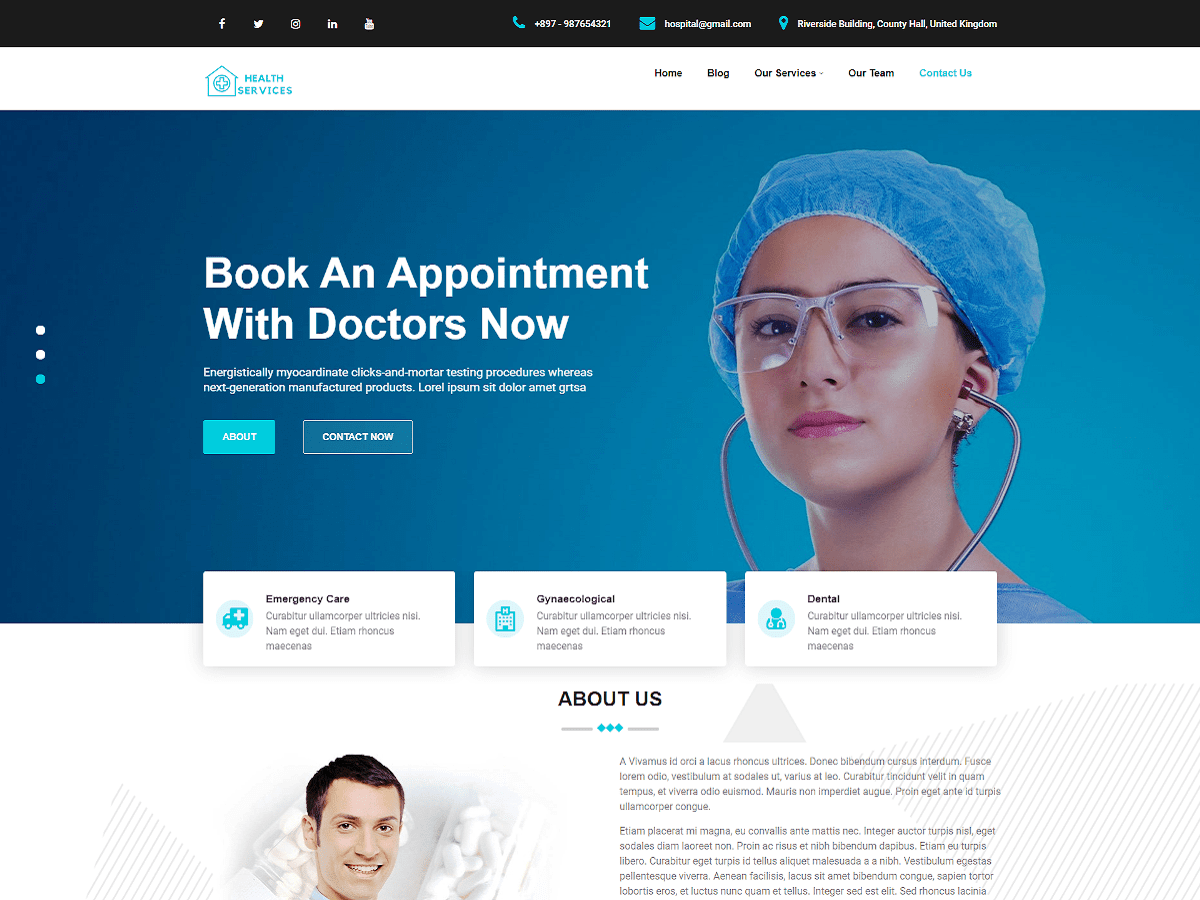 +897 - 987654321
hospital@gmail.com
Riverside Building, County Hall, United Kingdom
HEALTH
SERVICES
Home
Blog
Our Services
Our Team
Contact Us
Book An Appointment
With Doctors Now
Energistically myocardinate clicks-and-mortar testing procedures whereas
next-generation manufactured products. Lorel ipsum sit dolor amet grtsa
ABOUT
CONTACT NOW
Emergency Care
Curabitur ullamcorper ultricies nisi.
Nam eget dui. Etiam rhoncus
maecenas
Gynaecological
Curabitur ullamcorper ultricies nisi.
Nam eget dui. Etiam rhoncus
maecenas
Dental
Curabitur ullamcorper ultricies nisi.
Nam eget dui. Etiam rhoncus
maecenas
ABOUT US
A Vivamus id orci a lacus rhoncus ultrices. Donec bibendum cursus interdum. Fusce
lorem odio, vestibulum at sodales ut, varius at leo. Curabitur tincidunt velit in quam
tempus, et viverra odio euismod. Mauris non imperdiet augue. Proin eget ante id turpis
ullamcorper congue.
Etiam placerat mi magna, eu convallis ante mattis nec. Integer auctor turpis nisl, eget
sodales diam laoreet non. Proin ac risus et nibh bibendum dapibus. Etiam eu turpis
libero. Curabitur eget turpis id tellus aliquet malesuada a a nibh. Vestibulum egestas
pellentesque viverra. Aenean facilisis, lacus sit amet bibendum congue, sapien tortor
lobortis eros, et luctus nunc quam et tellus. Integer sed est elit. Sed rhoncus lacinia